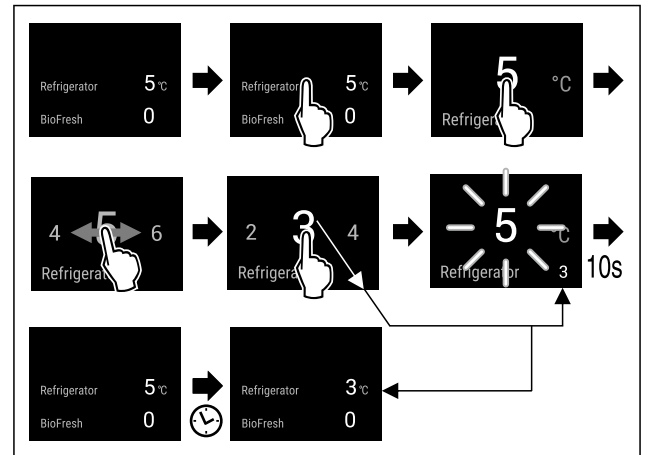 Refrigerator 5 °C
BioFresh 0
Refrigerator 5 °C
BioFresh 0
5 °C
4 5 6
2 3 4
5 °C
Refrigerator 3
10s
Refrigerator 5 °C
BioFresh 0
Refrigerator 3 °C
BioFresh 0